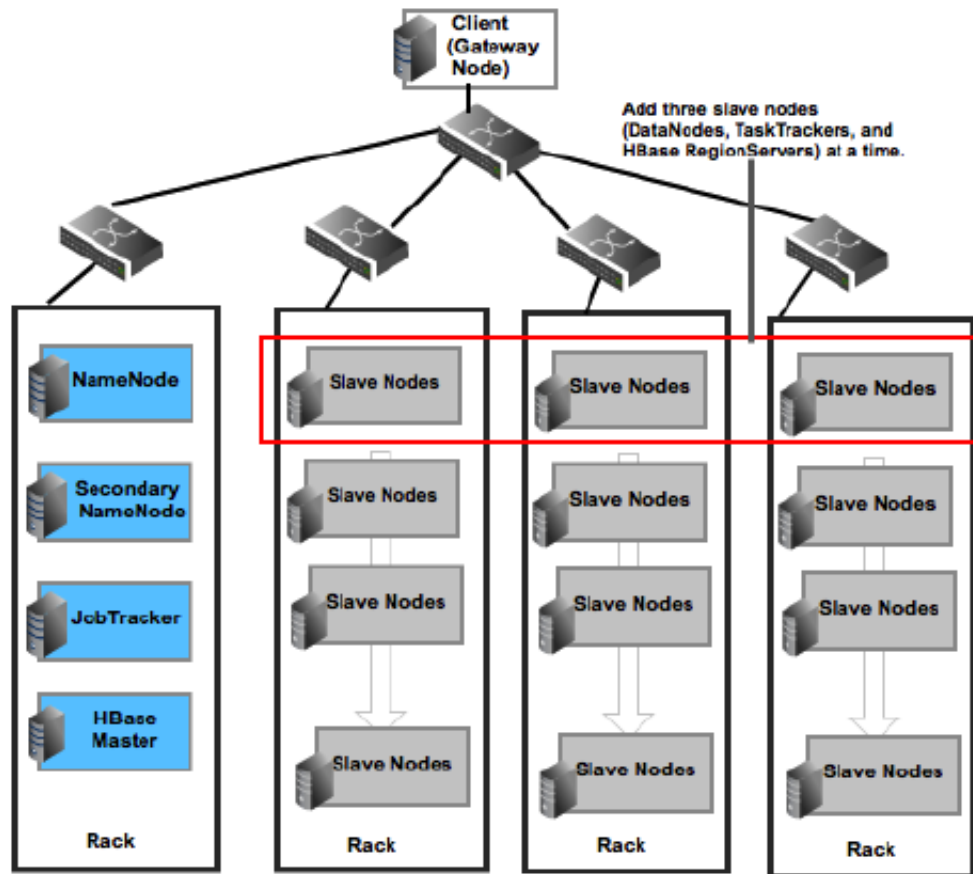 Client
(Gateway
Node)
Add three slave nodes
(DataNodes, TaskTrackers, and
HBase RegionServers) at a time.
NameNode
Secondary
NameNode
JobTracker
HBase
Master
Rack
Slave Nodes
Slave Nodes
Slave Nodes
Slave Nodes
Rack
Slave Nodes
Slave Nodes
Slave Nodes
Slave Nodes
Rack
Slave Nodes
Slave Nodes
Slave Nodes
Slave Nodes
Rack